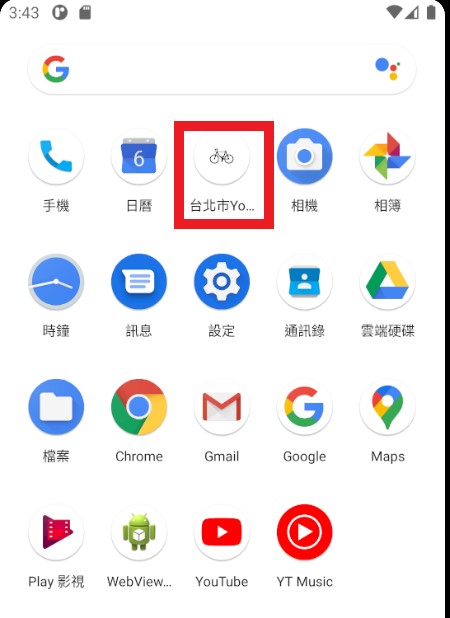 3:43
手機 日曆 台北市Yo... 相機 相簿
6
時鐘 訊息 設定 通訊錄 雲端硬碟
檔案 Chrome Gmail Google Maps
Play 影視 WebView... YouTube YT Music